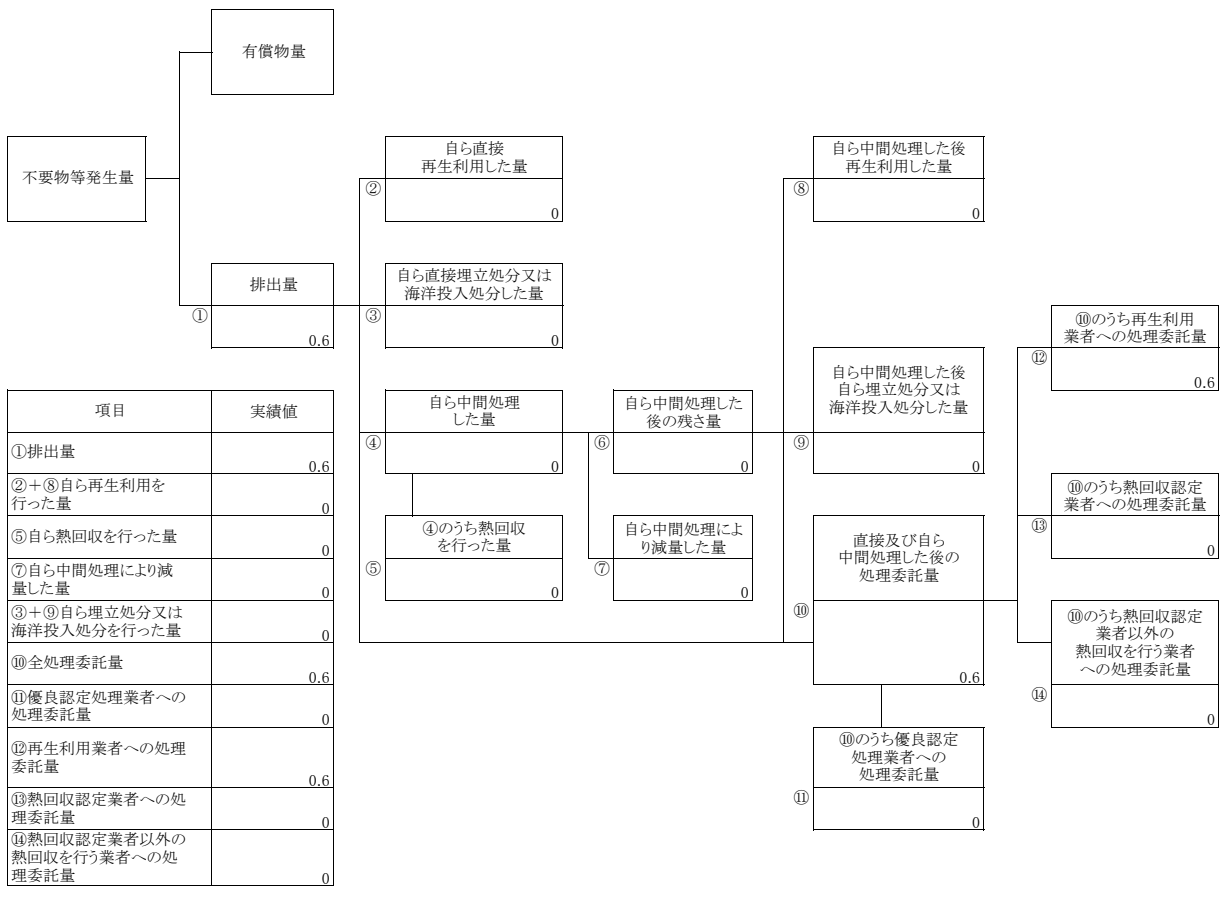 有償物量
不要物等発生量
排出量
①
0.6
自ら直接
再生利用した量
②
0
自ら直接埋立処分又は
海洋投入処分した量
③
0
自ら中間処理
した量
④
0
④のうち熱回収
を行った量
⑤
0
自ら中間処理した
後の残さ量
⑥
0
自ら中間処理によ
り減量した量
⑦
0
自ら中間処理した後
再生利用した量
⑧
0
自ら中間処理した後
自ら埋立処分又は
海洋投入処分した量
⑨
0
直接及び自ら
中間処理した後の
処理委託量
⑩
0.6
⑩のうち優良認定
処理業者への
処理委託量
⑪
0
⑩のうち再生利用
業者への処理委託量
⑫
0.6
⑩のうち熱回収認定
業者への処理委託量
⑬
0
⑩のうち熱回収認定
業者以外の
熱回収を行う業者
への処理委託量
⑭
0
項目 実績値
①排出量
0.6
②＋⑧自ら再生利用を
行った量
0
⑤自ら熱回収を行った量
0
⑦自ら中間処理により減
量した量
0
③＋⑨自ら埋立処分又は
海洋投入処分を行った量
0
⑩全処理委託量
0.6
⑪優良認定処理業者への
処理委託量
0
⑫再生利用業者への処理
委託量
0.6
⑬熱回収認定業者への処
理委託量
0
⑭熱回収認定業者以外の
熱回収を行う業者への処
理委託量
0